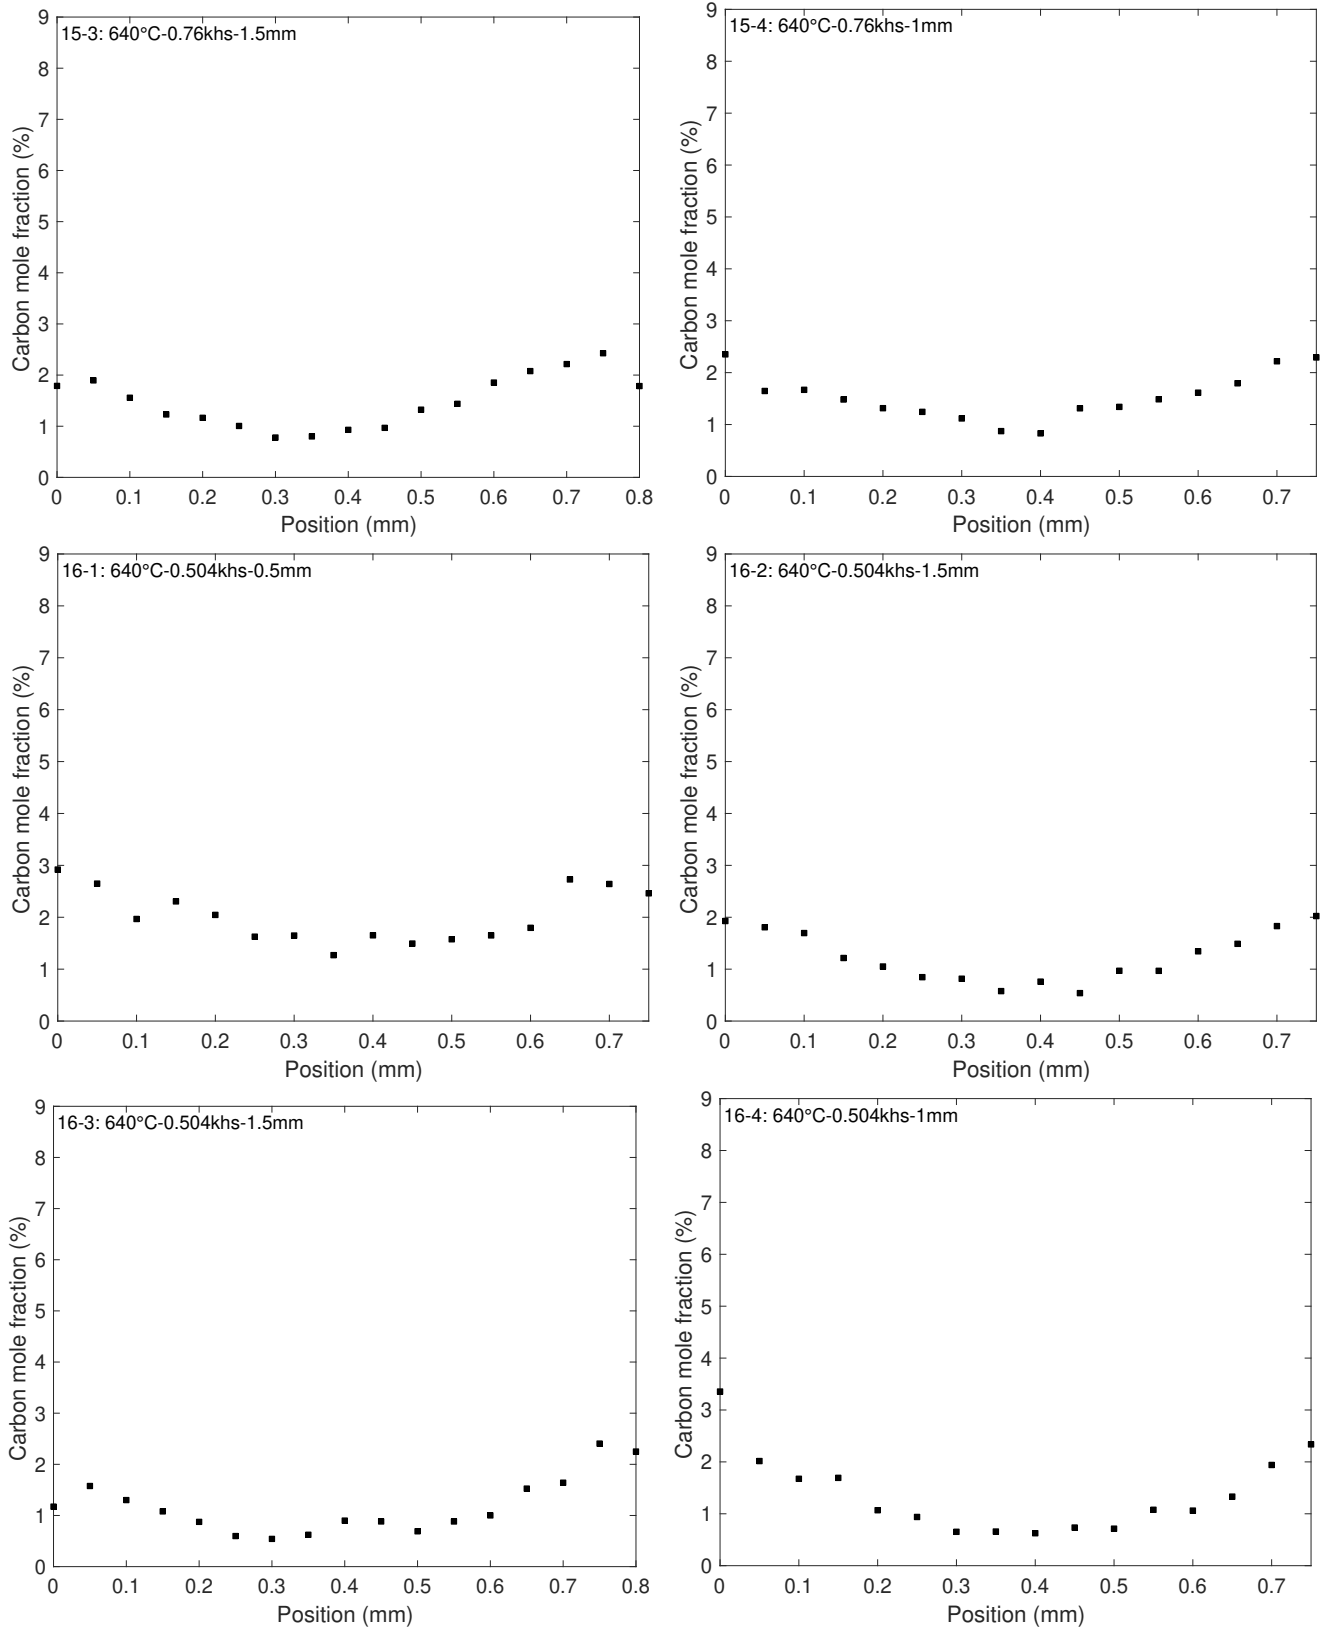 15-3: 640°C-0.76khs-1.5mm
Carbon mole fraction (%)
9
8
7
6
5
4
3
2
1
0
0 0.1 0.2 0.3 0.4 0.5 0.6 0.7 0.8
Position (mm)
15-4: 640°C-0.76khs-1mm
Carbon mole fraction (%)
9
8
7
6
5
4
3
2
1
0
0 0.1 0.2 0.3 0.4 0.5 0.6 0.7
Position (mm)
16-1: 640°C-0.504khs-0.5mm
Carbon mole fraction (%)
9
8
7
6
5
4
3
2
1
0
0 0.1 0.2 0.3 0.4 0.5 0.6 0.7
Position (mm)
16-2: 640°C-0.504khs-1.5mm
Carbon mole fraction (%)
9
8
7
6
5
4
3
2
1
0
0 0.1 0.2 0.3 0.4 0.5 0.6 0.7
Position (mm)
16-3: 640°C-0.504khs-1.5mm
Carbon mole fraction (%)
9
8
7
6
5
4
3
2
1
0
0 0.1 0.2 0.3 0.4 0.5 0.6 0.7 0.8
Position (mm)
16-4: 640°C-0.504khs-1mm
Carbon mole fraction (%)
9
8
7
6
5
4
3
2
1
0
0 0.1 0.2 0.3 0.4 0.5 0.6 0.7
Position (mm)